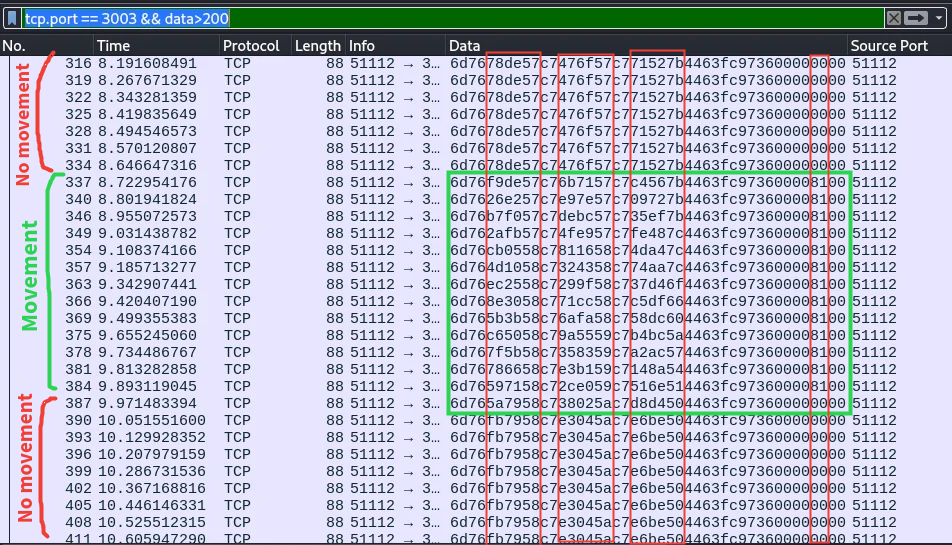 tcp.port == 3003 && data>200
No. Time Protocol Length Info Data Source Port
316 8.191608491 TCP 88 51112 → 3… 6d7678de57c7476f57c771527b4463fc973600000000 51112
319 8.267671329 TCP 88 51112 → 3… 6d7678de57c7476f57c771527b4463fc973600000000 51112
322 8.343281359 TCP 88 51112 → 3… 6d7678de57c7476f57c771527b4463fc973600000000 51112
325 8.419835649 TCP 88 51112 → 3… 6d7678de57c7476f57c771527b4463fc973600000000 51112
328 8.494546573 TCP 88 51112 → 3… 6d7678de57c7476f57c771527b4463fc973600000000 51112
331 8.570120807 TCP 88 51112 → 3… 6d7678de57c7476f57c771527b4463fc973600000000 51112
334 8.646647316 TCP 88 51112 → 3… 6d7678de57c7476f57c771527b4463fc973600000000 51112
No movement
337 8.722954176 TCP 88 51112 → 3… 6d76f9de57c76b7157c7c4567b4463fc973600008100 51112
340 8.801941824 TCP 88 51112 → 3… 6d7626e257c7e97e57c709727b4463fc973600008100 51112
346 8.955072573 TCP 88 51112 → 3… 6d76b7f057c7debc57c735ef7b4463fc973600008100 51112
349 9.031438782 TCP 88 51112 → 3… 6d762afb57c74fe957c7fe487c4463fc973600008100 51112
354 9.108374166 TCP 88 51112 → 3… 6d76cb0558c7811658c74da47c4463fc973600008100 51112
357 9.185713277 TCP 88 51112 → 3… 6d764d1058c7324358c774aa7c4463fc973600008100 51112
363 9.342907441 TCP 88 51112 → 3… 6d76ec2558c7299f58c737d46f4463fc973600008100 51112
366 9.420407190 TCP 88 51112 → 3… 6d768e3058c771cc58c7c5df664463fc973600008100 51112
369 9.499355383 TCP 88 51112 → 3… 6d765b3b58c76afa58c758dc604463fc973600008100 51112
375 9.655245060 TCP 88 51112 → 3… 6d76c65058c79a5559c7b4bc5a4463fc973600008100 51112
378 9.734486767 TCP 88 51112 → 3… 6d767f5b58c7358359c7a2ac574463fc973600008100 51112
381 9.813282858 TCP 88 51112 → 3… 6d76786658c7e3b159c7148a544463fc973600008100 51112
384 9.893119045 TCP 88 51112 → 3… 6d76597158c72ce059c7516e514463fc973600008100 51112
Movement
387 9.971483394 TCP 88 51112 → 3… 6d765a7958c738025ac7d8d4504463fc973600000000 51112
390 10.051551600 TCP 88 51112 → 3… 6d76fb7958c7e3045ac7e6be504463fc973600000000 51112
393 10.129928352 TCP 88 51112 → 3… 6d76fb7958c7e3045ac7e6be504463fc973600000000 51112
396 10.207979159 TCP 88 51112 → 3… 6d76fb7958c7e3045ac7e6be504463fc973600000000 51112
399 10.286731536 TCP 88 51112 → 3… 6d76fb7958c7e3045ac7e6be504463fc973600000000 51112
402 10.367168816 TCP 88 51112 → 3… 6d76fb7958c7e3045ac7e6be504463fc973600000000 51112
405 10.446146331 TCP 88 51112 → 3… 6d76fb7958c7e3045ac7e6be504463fc973600000000 51112
408 10.525512315 TCP 88 51112 → 3… 6d76fb7958c7e3045ac7e6be504463fc973600000000 51112
411 10.605947290 TCP 88 51112 → 3… 6d76fb7958c7e3045ac7e6be504463fc973600000000 51112
No movement